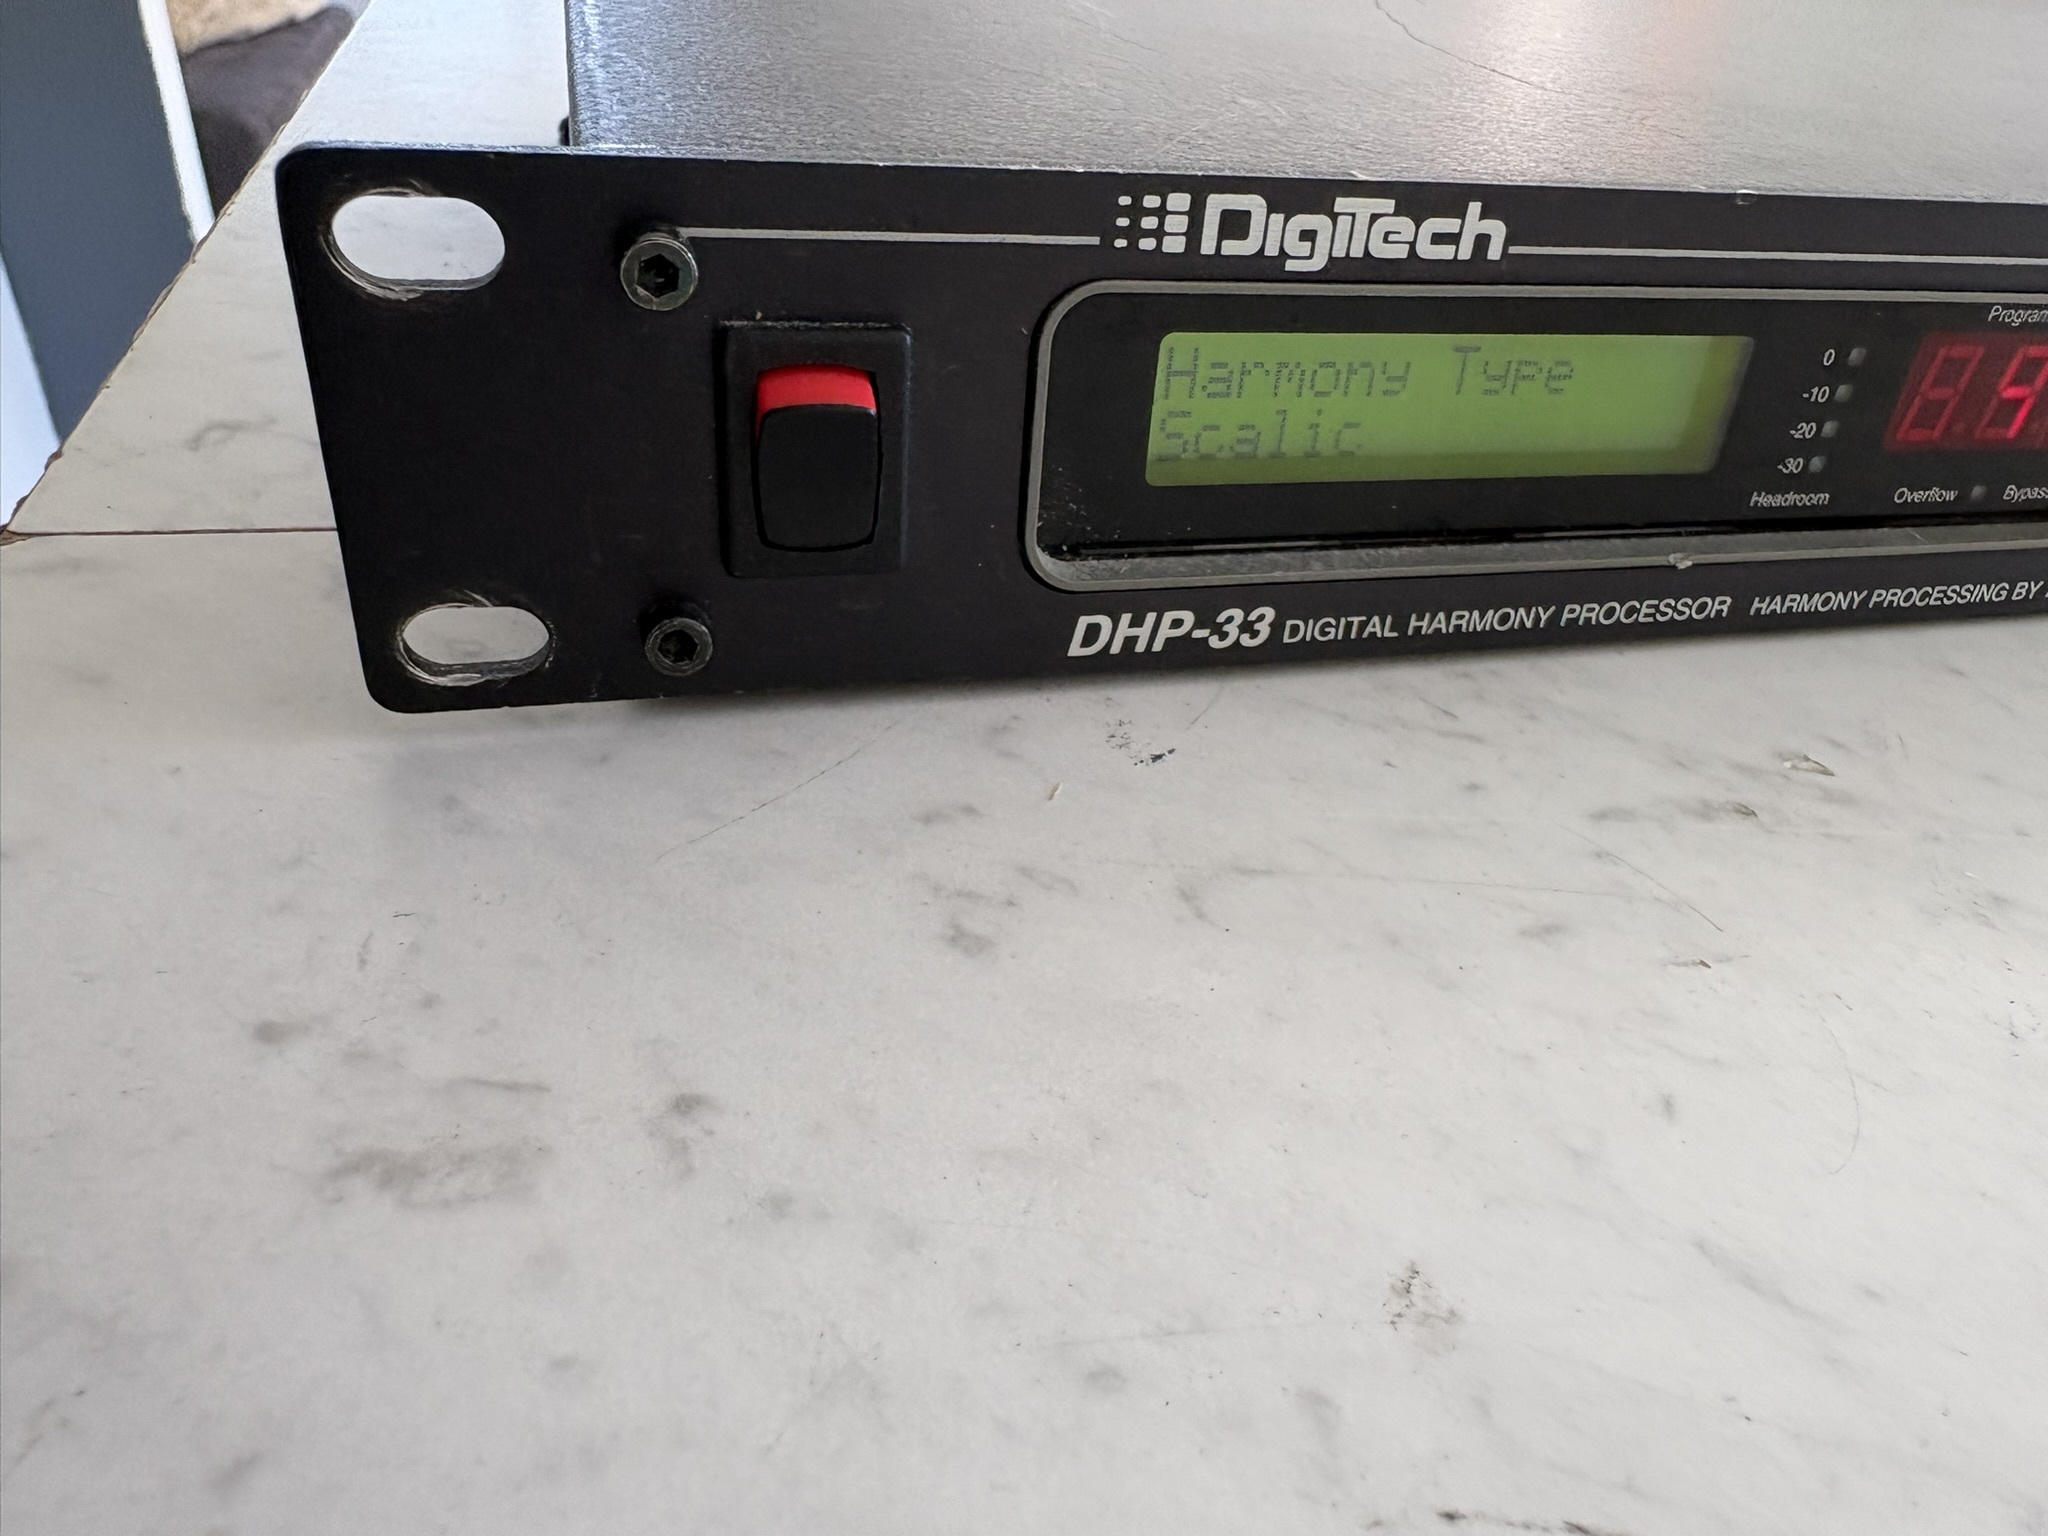 DigiTech
Harmony Type
Scalic
Program
0
-10
-20
-30
Headroom
Overflow
Bypass
DHP-33 DIGITAL HARMONY PROCESSOR HARMONY PROCESSING BY